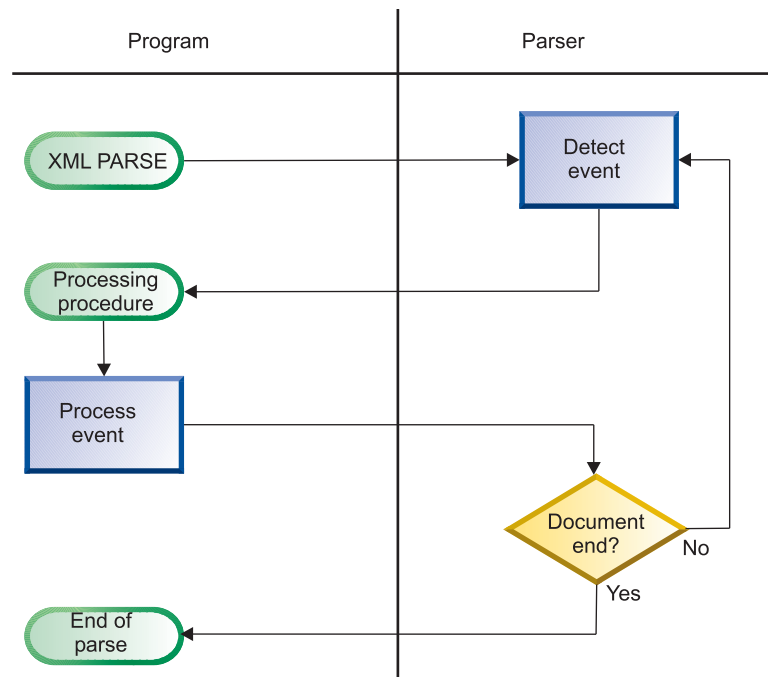 Program
Parser
XML PARSE
Detect
event
Processing
procedure
Process
event
Document
end?
No
Yes
End of
parse